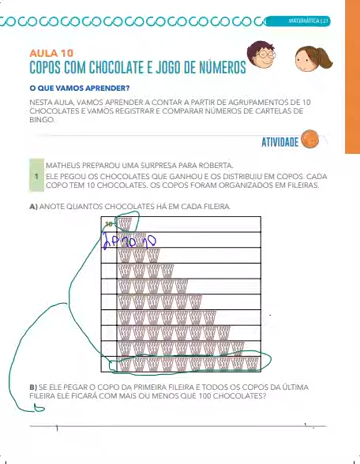 MATEMÁTICA | 21
AULA 10
COPOS COM CHOCOLATE E JOGO DE NÚMEROS
O QUE VAMOS APRENDER?
NESTA AULA, VAMOS APRENDER A CONTAR A PARTIR DE AGRUPAMENTOS DE 10
CHOCOLATES E VAMOS REGISTRAR E COMPARAR NÚMEROS DE CARTELAS DE
BINGO.
ATIVIDADE
MATHEUS PREPAROU UMA SURPRESA PARA ROBERTA.
1 ELE PEGOU OS CHOCOLATES QUE GANHOU E OS DISTRIBUIU EM COPOS. CADA
COPO TEM 10 CHOCOLATES. OS COPOS FORAM ORGANIZADOS EM FILEIRAS.
A) ANOTE QUANTOS CHOCOLATES HÁ EM CADA FILEIRA.
10
10 10
B) SE ELE PEGAR O COPO DA PRIMEIRA FILEIRA E TODOS OS COPOS DA ÚLTIMA
FILEIRA ELE FICARÁ COM MAIS OU MENOS QUE 100 CHOCOLATES?